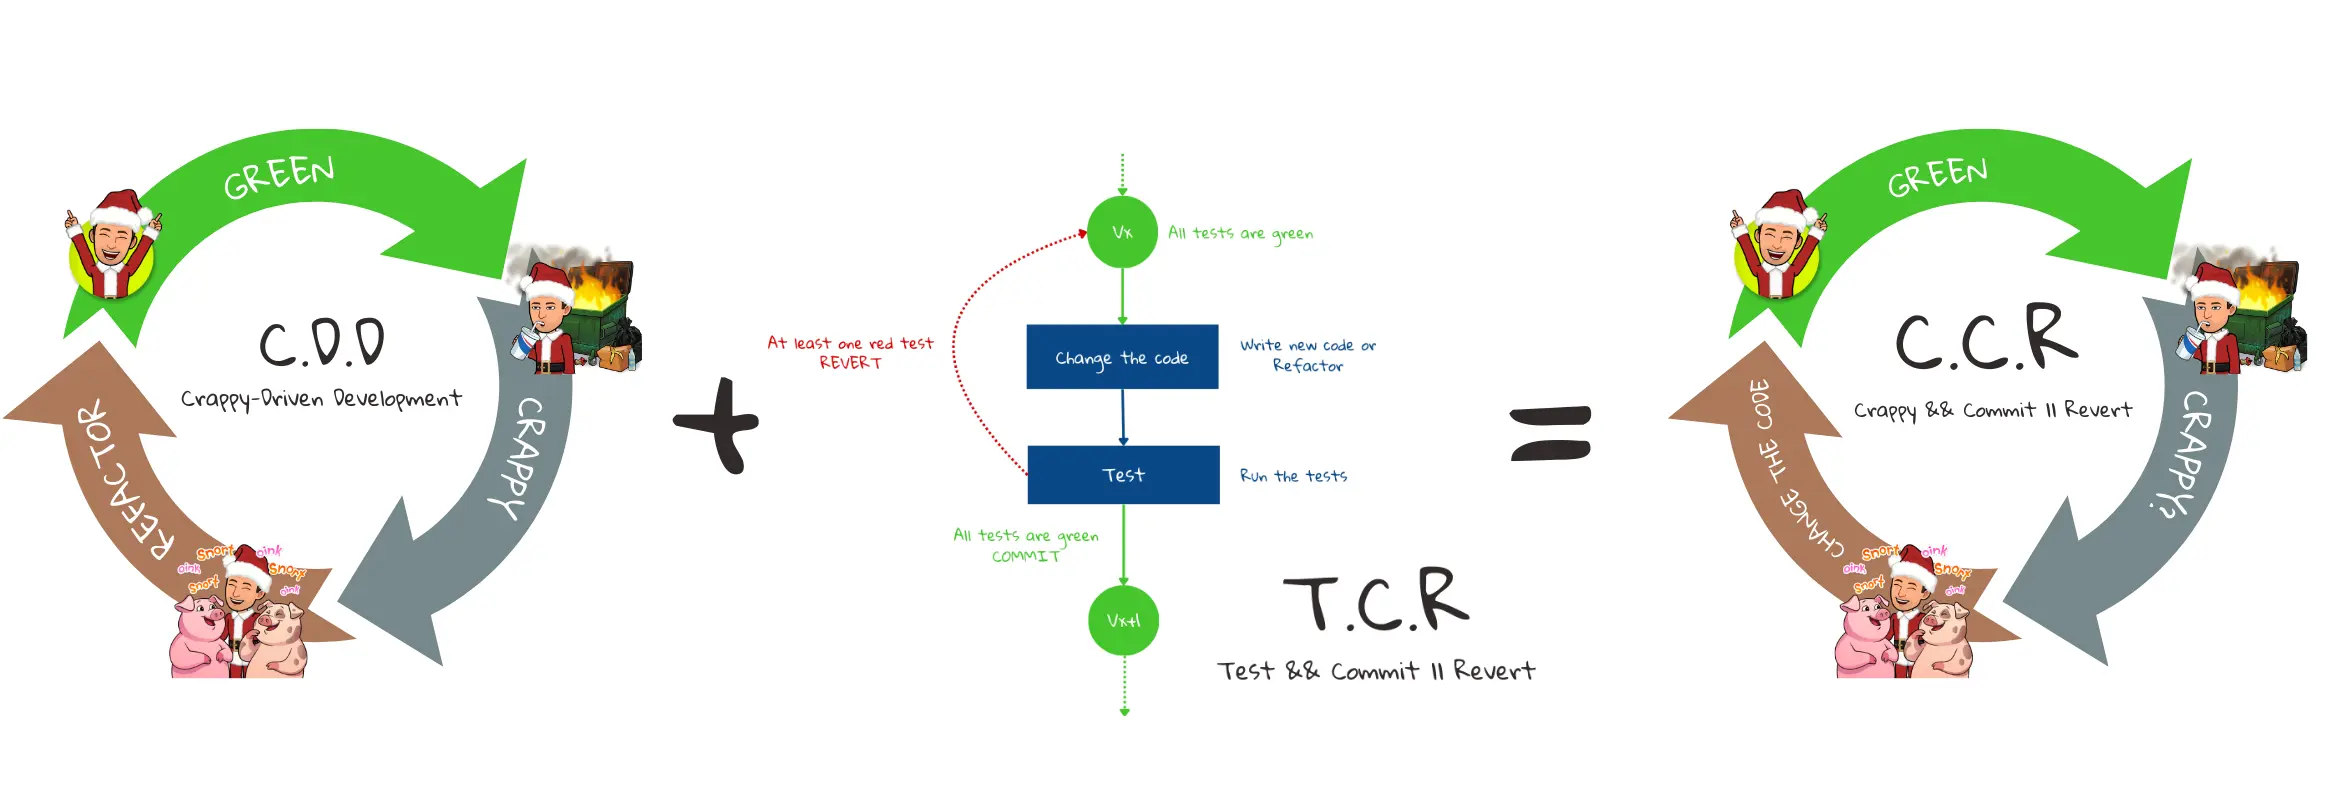 GREEN
CRAPPY
REFACTOR
C.D.D
Crappy-Driven Development
Snort
oink
oink
Snort
Snort
oink
+
Vx
All tests are green
At least one red test
REVERT
Change the code
Write new code or
Refactor
Test
Run the tests
All tests are green
COMMIT
Vx+1
T.C.R
Test && Commit || Revert
=
GREEN
CRAPPY?
CHANGE THE CODE
C.C.R
Crappy && Commit || Revert
Snort
oink
oink
Snort
Snort
oink